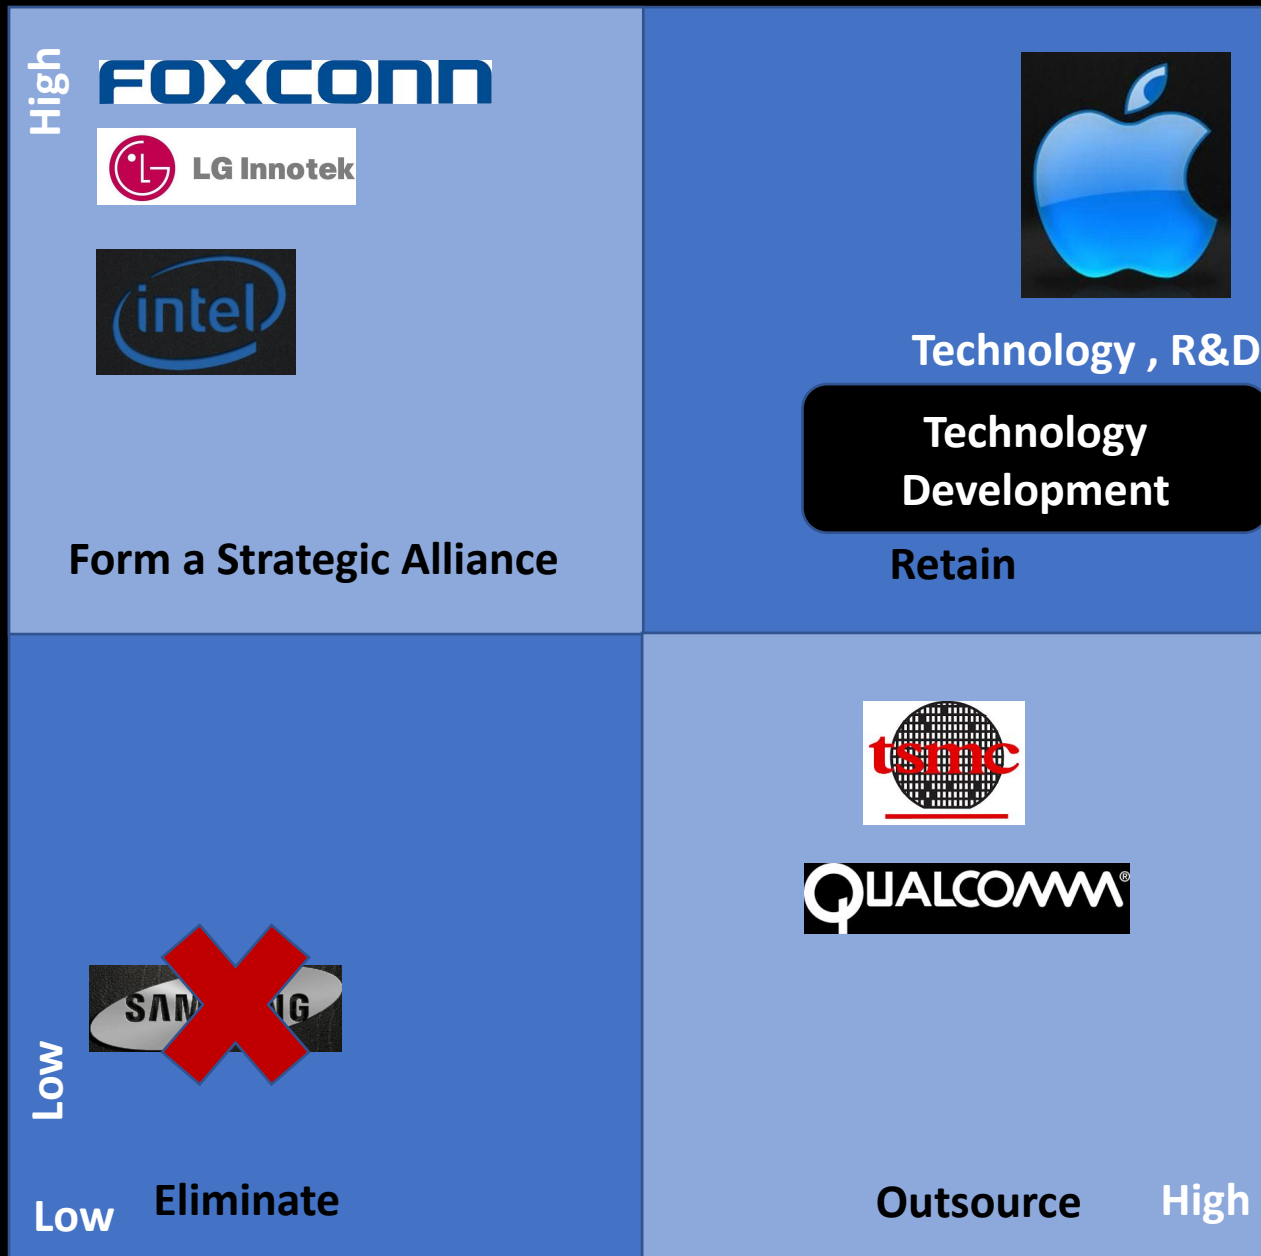 High
FOXCONN
LG Innotek
intel
Form a Strategic Alliance
Technology , R&D
Technology
Development
Retain
Low
Low
Eliminate
tsmc
QUALCOMM®
Outsource
High